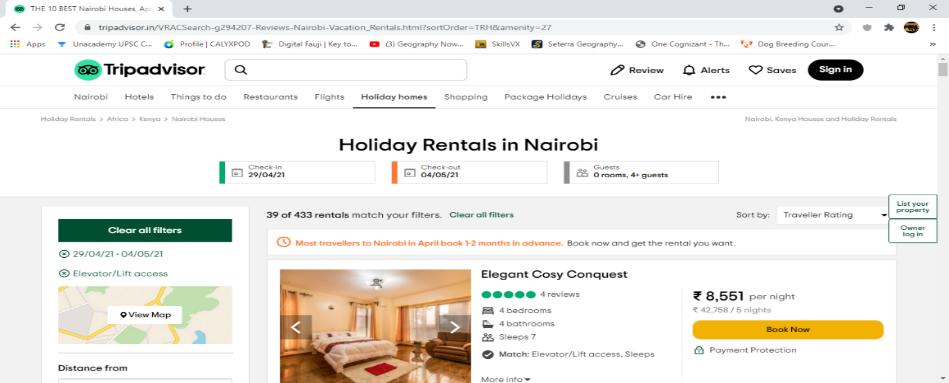 THE 10 BEST Nairobi Houses, Ap
tripadvisor.in/VRACSearch-g294207-Reviews-Nairobi-Vacation_Rentals.html?sortOrder=TRH&amenity=27
Apps
Unacademy UPSC C...
Profile | CALYXPOD
Digital Fauji | Key to...
(3) Geography Now...
SkillsVX
Seterra Geography...
One Cognizant - Th...
Dog Breeding Cour...
Tripadvisor
Review
Alerts
Saves
Sign in
Nairobi Hotels Things to do Restaurants Flights Holiday homes Shopping Package Holidays Cruises Car Hire •••
Holiday Rentals > Africa > Kenya > Nairobi Houses
Nairobi, Kenya Houses and Holiday Rentals
Holiday Rentals in Nairobi
Check-in
29/04/21
Check-out
04/05/21
Guests
0 rooms, 4+ guests
List your
property
Owner
log in
Clear all filters
29/04/21 - 04/05/21
Elevator/Lift access
View Map
Distance from
39 of 433 rentals match your filters. Clear all filters
Sort by: Traveller Rating
Most travellers to Nairobi in April book 1-2 months in advance. Book now and get the rental you want.
Elegant Cosy Conquest
4 reviews
4 bedrooms
4 bathrooms
Sleeps 7
Match: Elevator/Lift access, Sleeps
More info
₹ 8,551 per night
₹ 42,758 / 5 nights
Book Now
Payment Protection